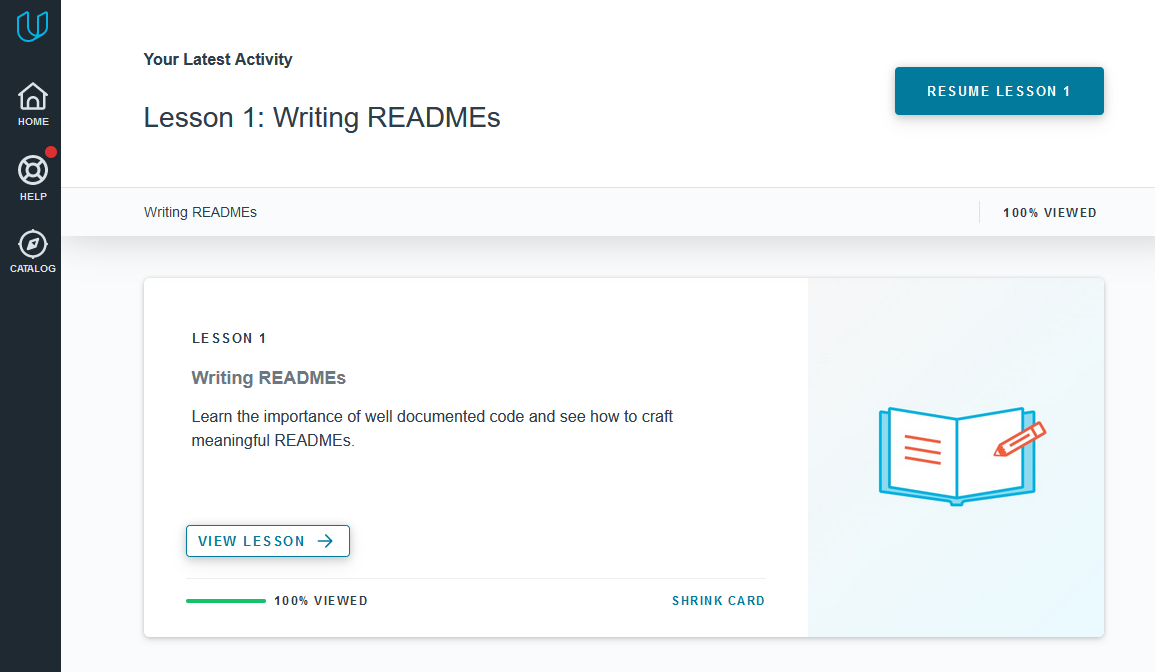 HOME
HELP
CATALOG
Your Latest Activity
Lesson 1: Writing READMEs
RESUME LESSON 1
Writing READMEs
100% VIEWED
LESSON 1
Writing READMEs
Learn the importance of well documented code and see how to craft
meaningful READMEs.
VIEW LESSON
100% VIEWED
SHRINK CARD